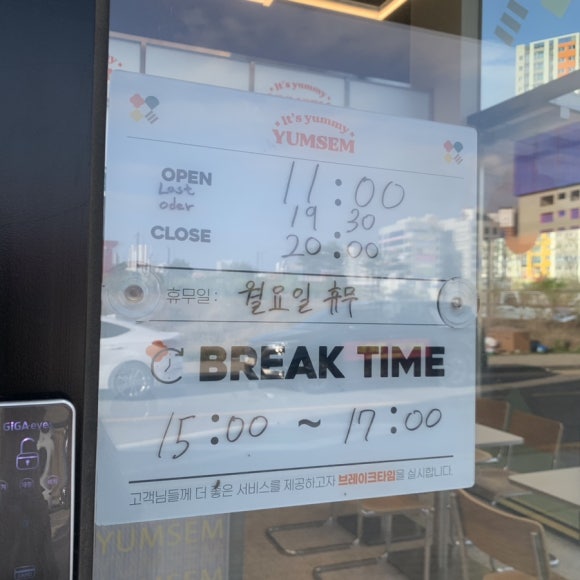 It's yummy
YUMSEM
OPEN 11:00
Last
oder 19 30
CLOSE 20:00
휴무일 : 월요일 휴무
BREAK TIME
15:00 ~ 17:00
고객님들께 더 좋은 서비스를 제공하고자 브레이크타임을 실시합니다.
GIGA-eye
YUMSEM
YUMSEM